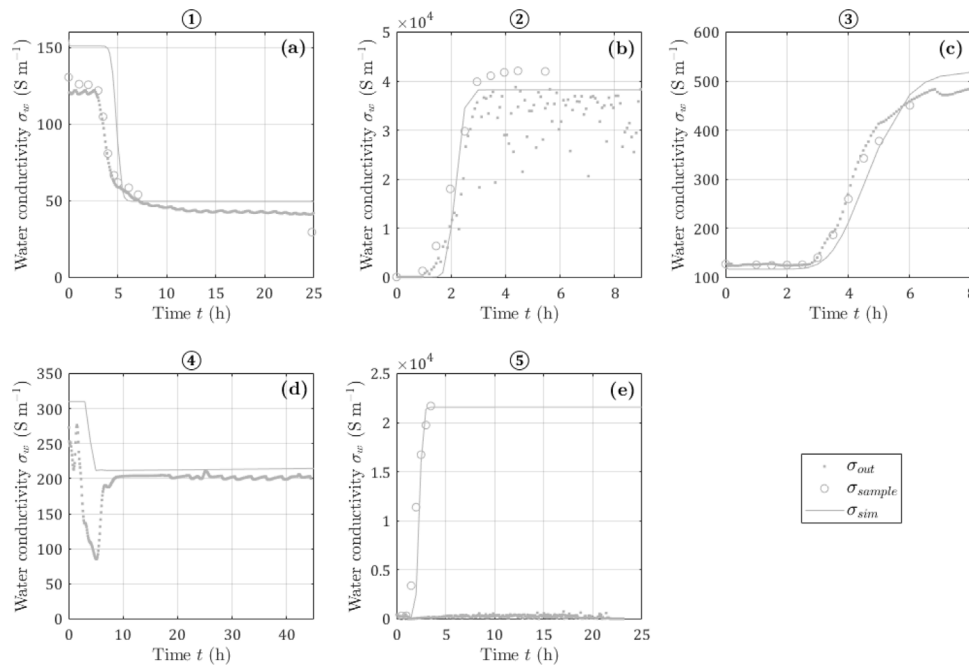 ①
②
③
×10⁴
(a)
(b)
(c)
Water conductivity σw (S m⁻¹)
150
100
50
0
0 5 10 15 20 25
Time t (h)
Water conductivity σw (S m⁻¹)
5
4
3
2
1
0
0 2 4 6 8
Time t (h)
Water conductivity σw (S m⁻¹)
600
500
400
300
200
100
0 2 4 6 8
Time t (h)
④
⑤
×10⁴
(d)
(e)
Water conductivity σw (S m⁻¹)
350
300
250
200
150
100
50
0
0 10 20 30 40
Time t (h)
Water conductivity σw (S m⁻¹)
2.5
2
1.5
1
0.5
0
0 5 10 15 20 25
Time t (h)
σout
σsample
σsim